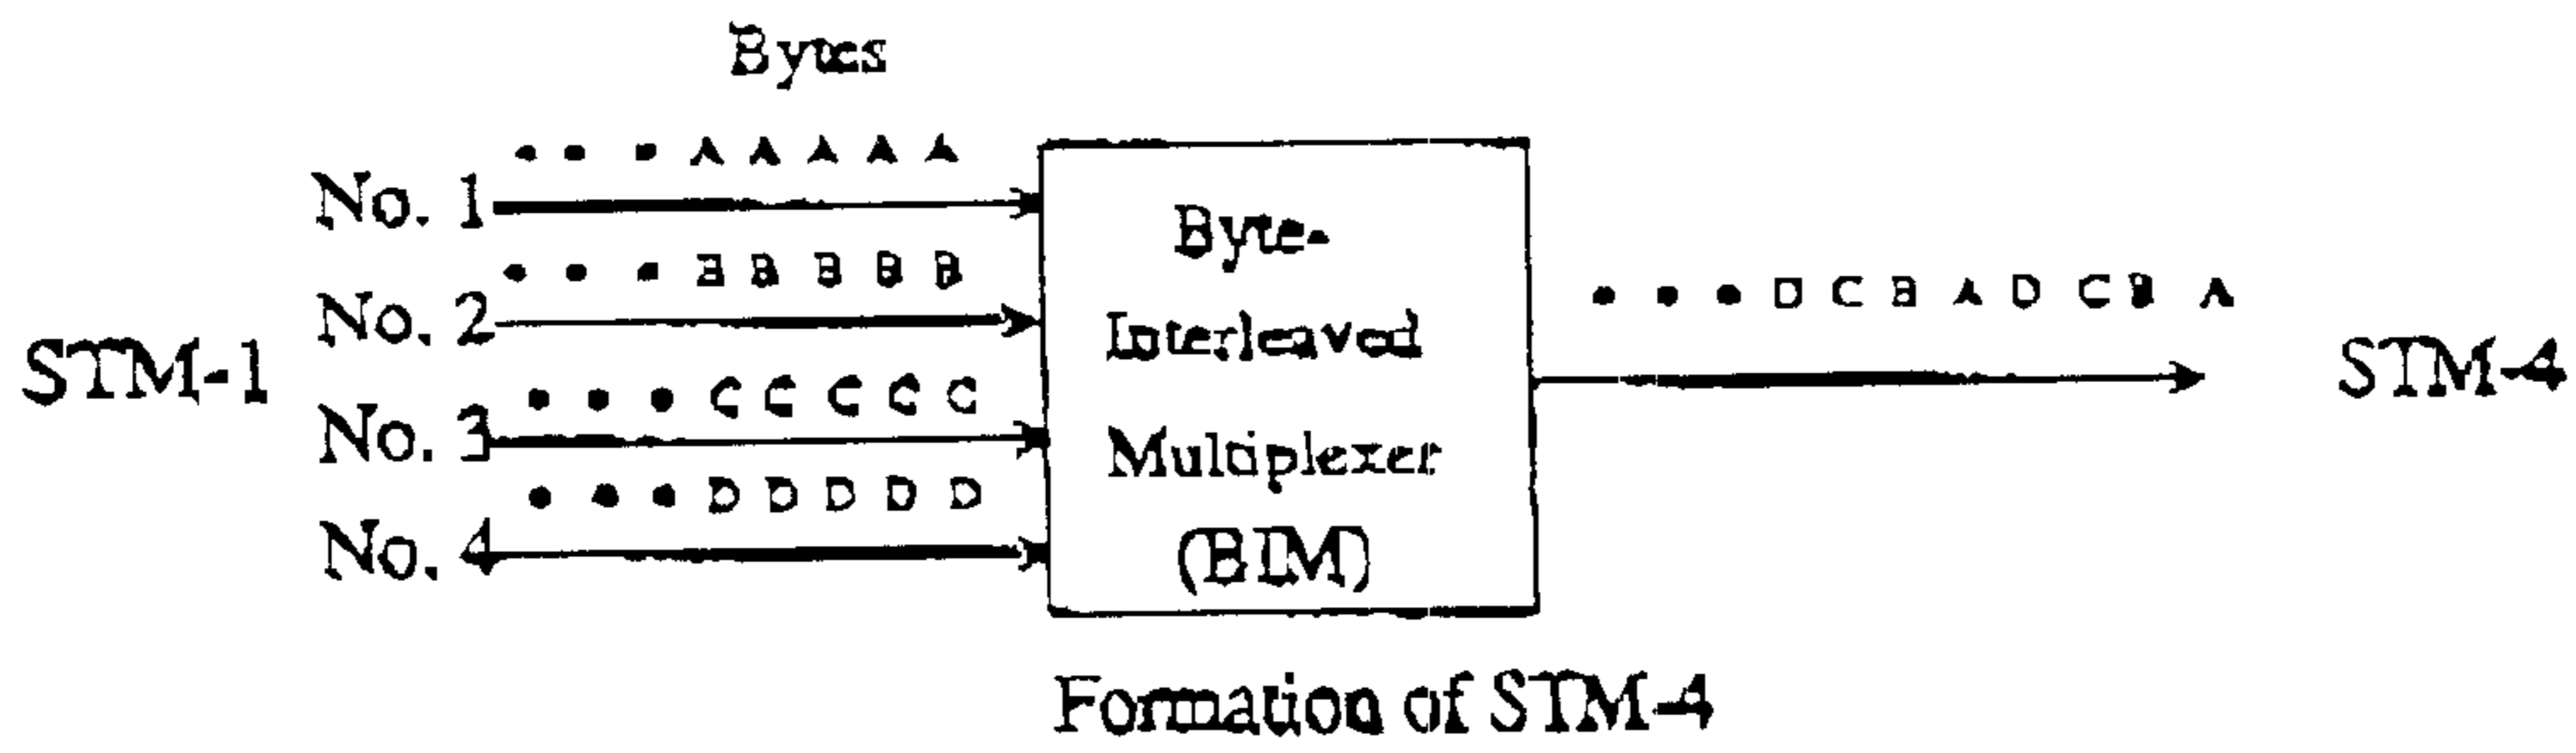 Bytes
• • • A A A A A
No. 1
• • • B B B B B
No. 2
STM-1
• • • C C C C C
No. 3
• • • D D D D D
No. 4
Byte-
Interleaved
Multiplexer
(BIM)
• • • D C B A D C B A
STM-4
Formation of STM-4